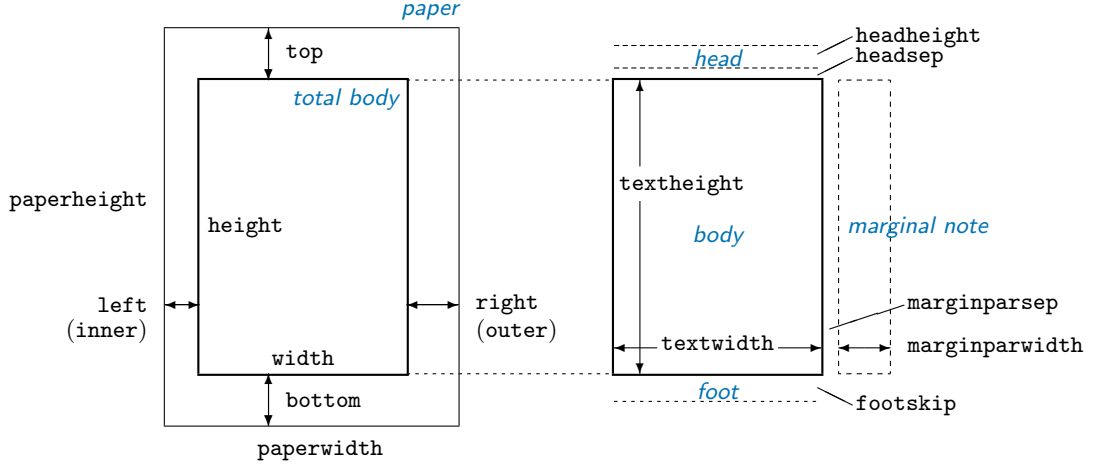 paper
top
total body
paperheight
height
left
(inner)
right
(outer)
width
bottom
paperwidth
headheight
head
headsep
textheight
body
marginal note
marginparsep
textwidth
marginparwidth
foot
footskip